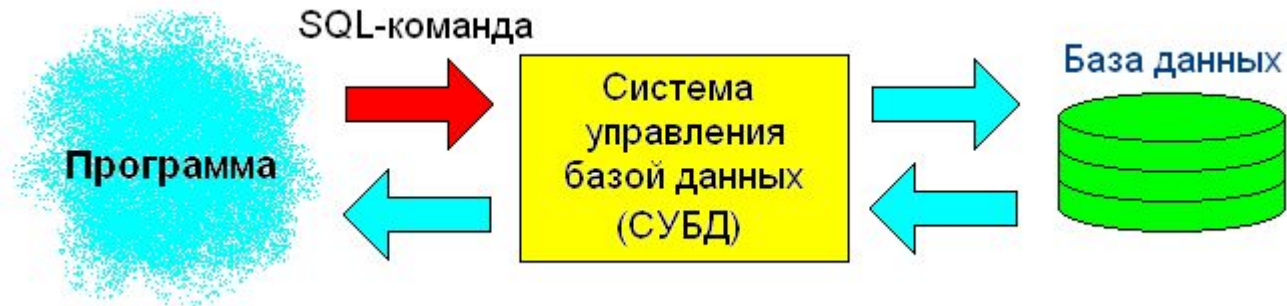 SQL-команда
Программа
Система
управления
базой данных
(СУБД)
База данных